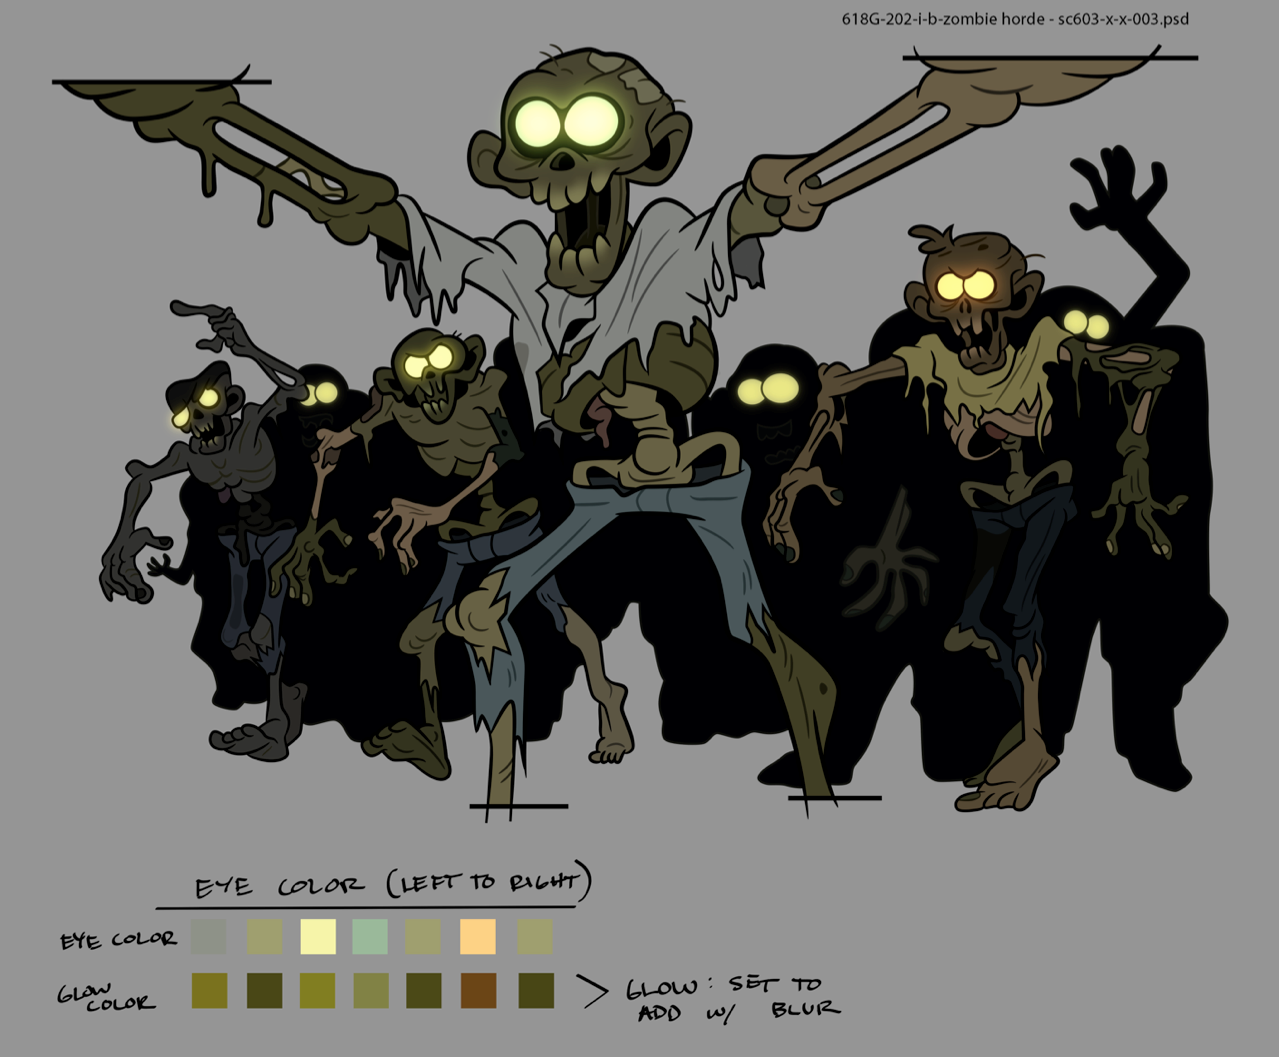 618G-202-i-b-zombie horde - sc603-x-x-003.psd
EYE COLOR (LEFT TO RIGHT)
EYE COLOR
GLOW COLOR
GLOW: SET TO
ADD W/ BLUR